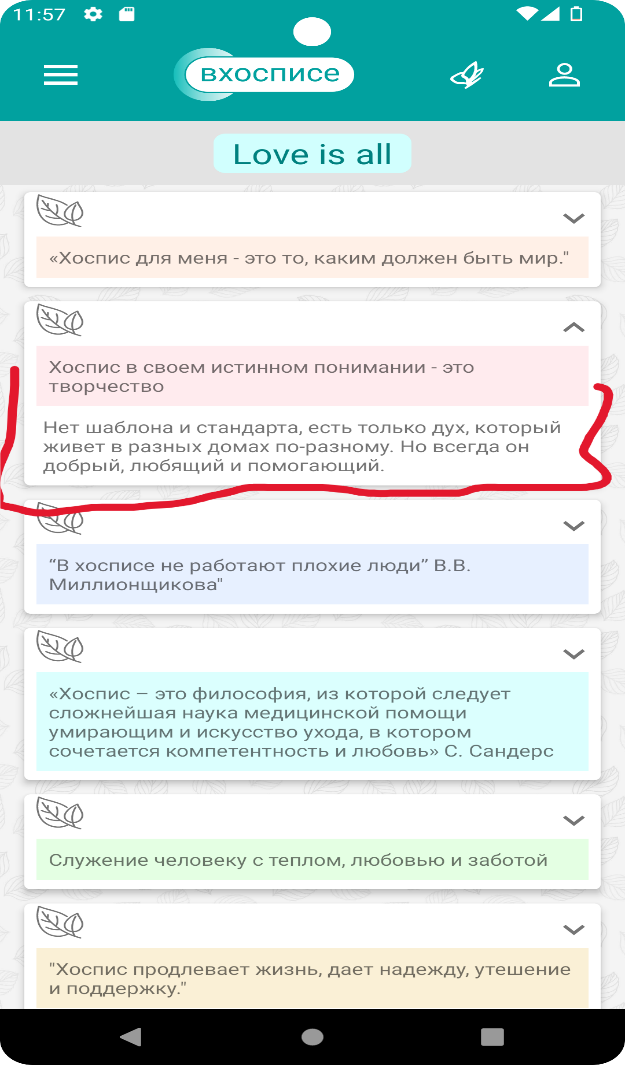 11:57
вхосписе
Love is all
«Хоспис для меня - это то, каким должен быть мир."
Хоспис в своем истинном понимании - это
творчество
Нет шаблона и стандарта, есть только дух, который
живет в разных домах по-разному. Но всегда он
добрый, любящий и помогающий.
“В хосписе не работают плохие люди” В.В.
Миллионщикова"
«Хоспис – это философия, из которой следует
сложнейшая наука медицинской помощи
умирающим и искусство ухода, в котором
сочетается компетентность и любовь» С. Сандерс
Служение человеку с теплом, любовью и заботой
"Хоспис продлевает жизнь, дает надежду, утешение
и поддержку."